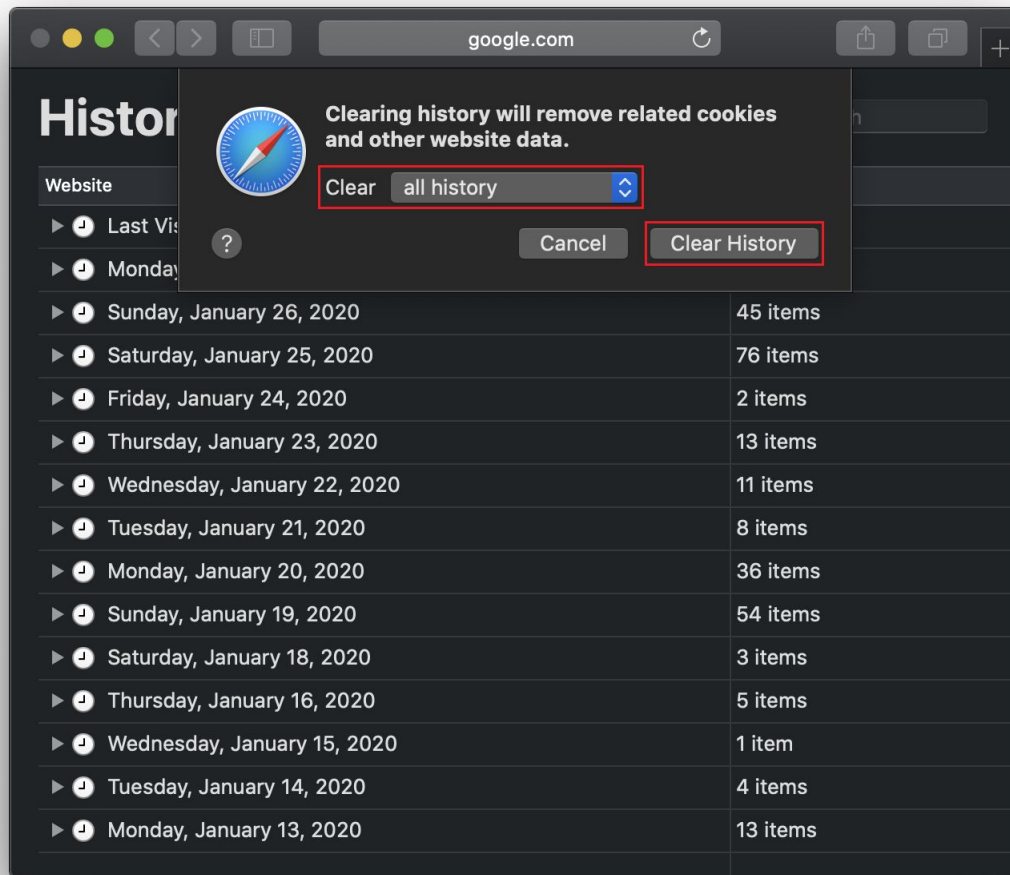 google.com
Histor
Clearing history will remove related cookies
and other website data.
Clear all history
? Cancel Clear History
Website
Last Vis
Monday
Sunday, January 26, 2020 45 items
Saturday, January 25, 2020 76 items
Friday, January 24, 2020 2 items
Thursday, January 23, 2020 13 items
Wednesday, January 22, 2020 11 items
Tuesday, January 21, 2020 8 items
Monday, January 20, 2020 36 items
Sunday, January 19, 2020 54 items
Saturday, January 18, 2020 3 items
Thursday, January 16, 2020 5 items
Wednesday, January 15, 2020 1 item
Tuesday, January 14, 2020 4 items
Monday, January 13, 2020 13 items